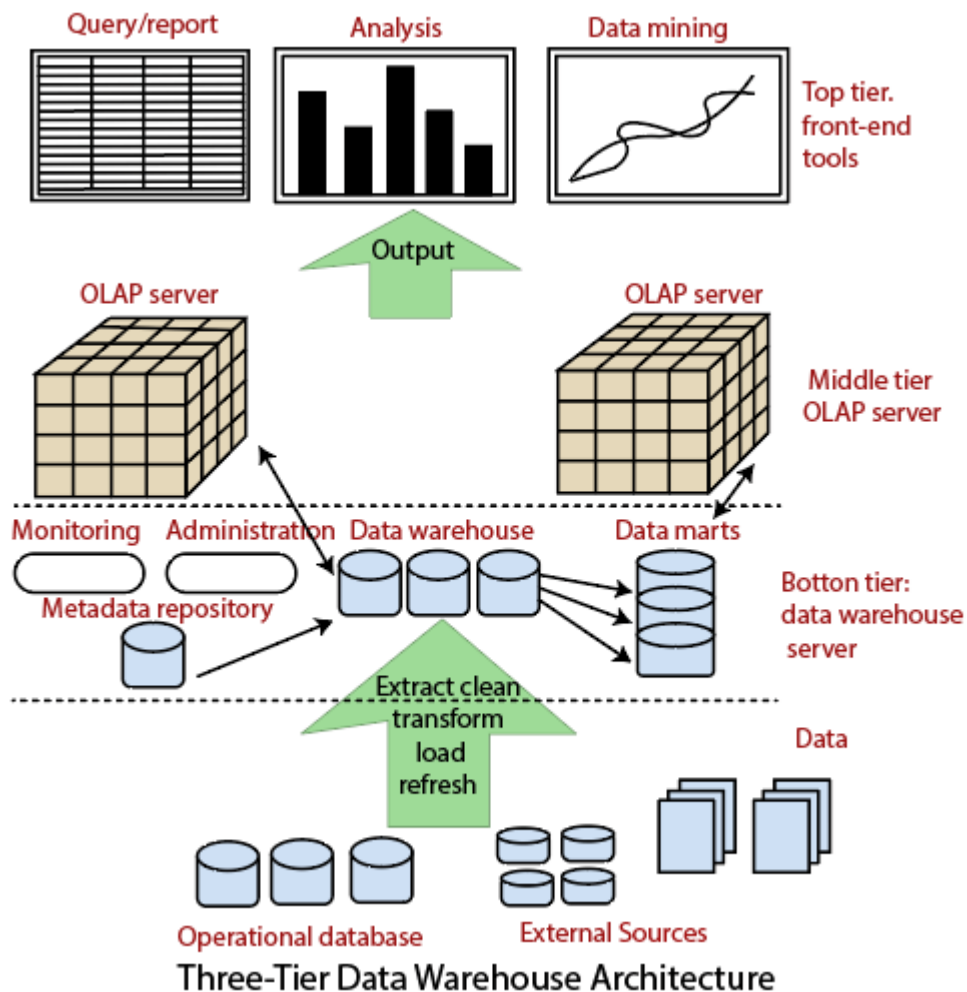 Query/report
Analysis
Data mining
Top tier.
front-end
tools
Output
OLAP server
OLAP server
Middle tier
OLAP server
Monitoring
Administration
Data warehouse
Data marts
Metadata repository
Botton tier:
data warehouse
server
Extract clean
transform
load
refresh
Data
Operational database
External Sources
Three-Tier Data Warehouse Architecture